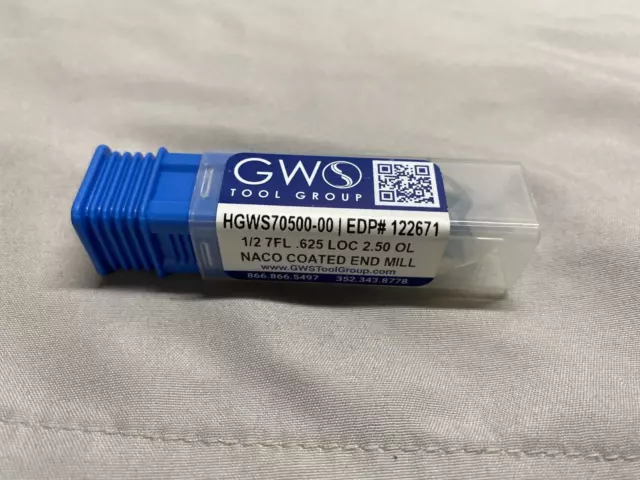 GWS
TOOL GROUP
HGWS70500-00 | EDP# 122671
1/2 7FL .625 LOC 2.50 OL
NACO COATED END MILL
www.GWSToolGroup.com
866.866.5497 352.343.8778